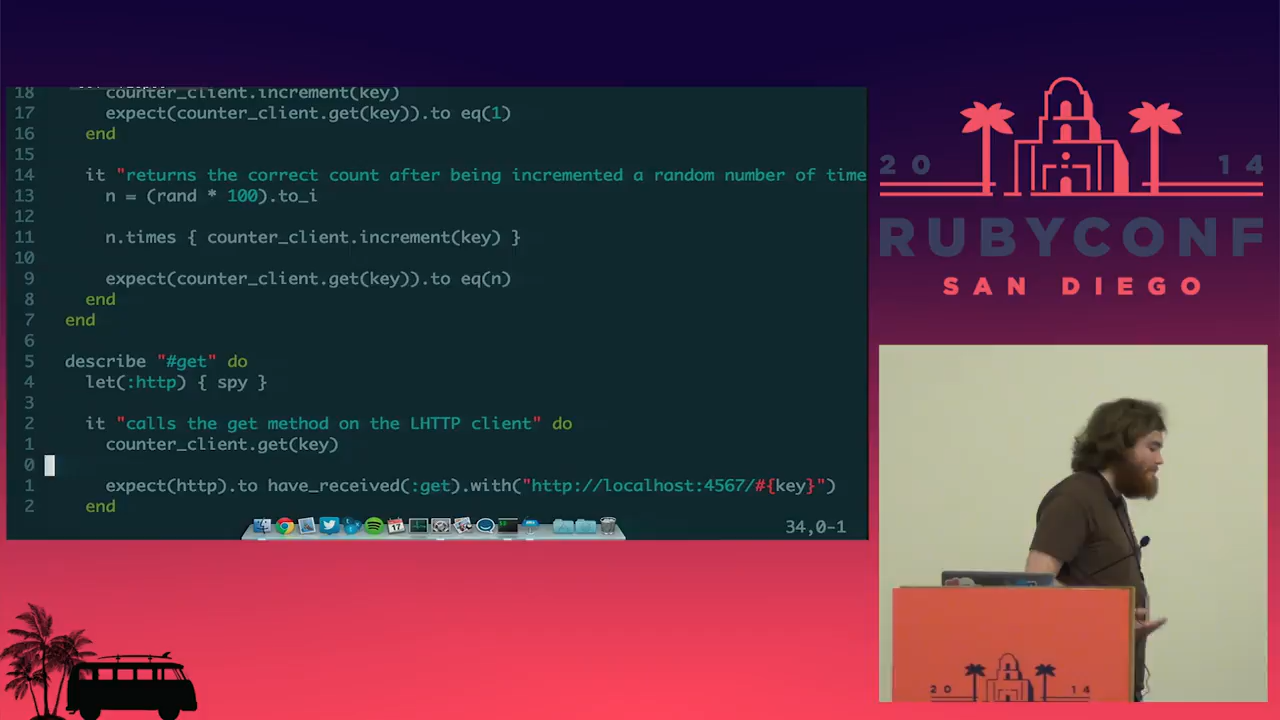 18 counter_client.increment(key)
17 expect(counter_client.get(key)).to eq(1)
16 end
15
14 it "returns the correct count after being incremented a random number of time
13 n = (rand * 100).to_i
12
11 n.times { counter_client.increment(key) }
10
9 expect(counter_client.get(key)).to eq(n)
8 end
7 end
6
5 describe "#get" do
4 let(:http) { spy }
3
2 it "calls the get method on the LHTTP client" do
1 counter_client.get(key)
0
1 expect(http).to have_received(:get).with("http://localhost:4567/#{key}")
2 end
17
34,0-1
20 14
RUBYCONF
SAN DIEGO
20 14